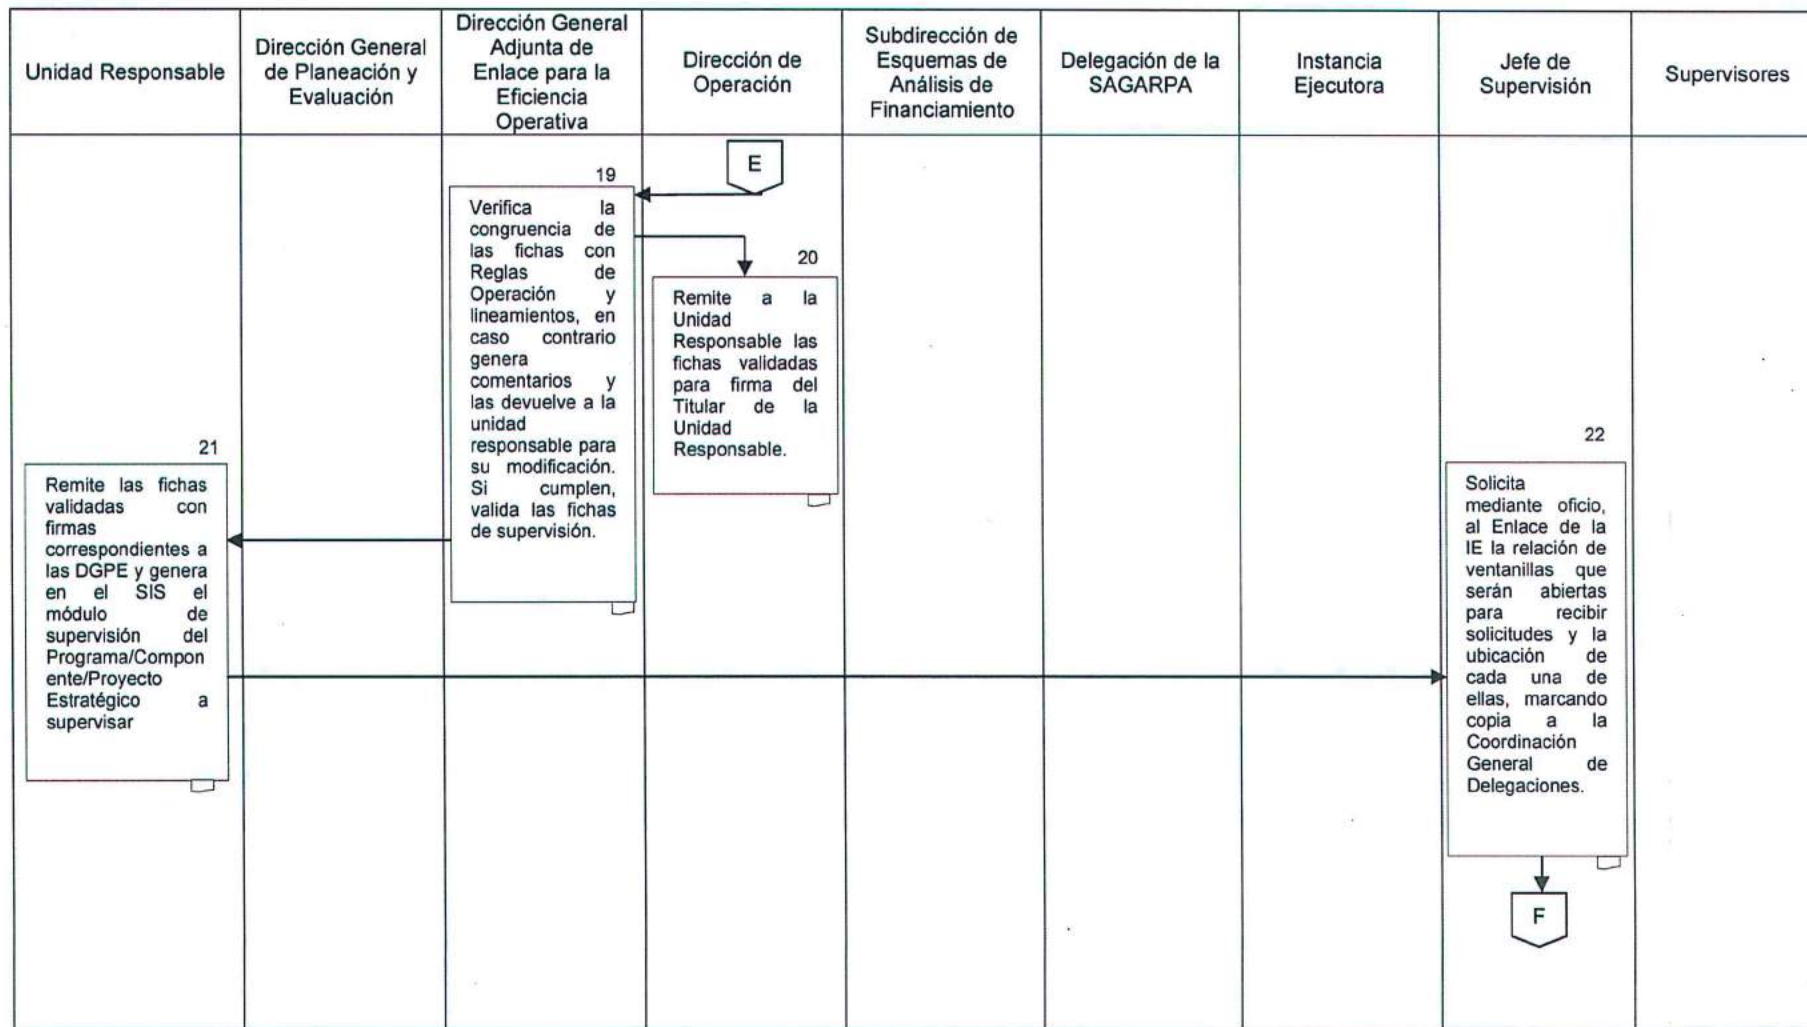 Unidad Responsable
Dirección General
de Planeación y
Evaluación
Dirección General
Adjunta de
Enlace para la
Eficiencia
Operativa
Dirección de
Operación
Subdirección de
Esquemas de
Análisis de
Financiamiento
Delegación de la
SAGARPA
Instancia
Ejecutora
Jefe de
Supervisión
Supervisores
E
19
Verifica la
congruencia de
las fichas con
Reglas de
Operación y
lineamientos, en
caso contrario
genera
comentarios y
las devuelve a la
unidad
responsable para
su modificación.
Si cumplen,
valida las fichas
de supervisión.
20
Remite a la
Unidad
Responsable las
fichas validadas
para firma del
Titular de la
Unidad
Responsable.
21
Remite las fichas
validadas con
firmas
correspondientes a
las DGPE y genera
en el SIS el
módulo de
supervisión del
Programa/Compon
ente/Proyecto
Estratégico a
supervisar
22
Solicita
mediante oficio,
al Enlace de la
IE la relación de
ventanillas que
serán abiertas
para recibir
solicitudes y la
ubicación de
cada una de
ellas, marcando
copia a la
Coordinación
General de
Delegaciones.
F